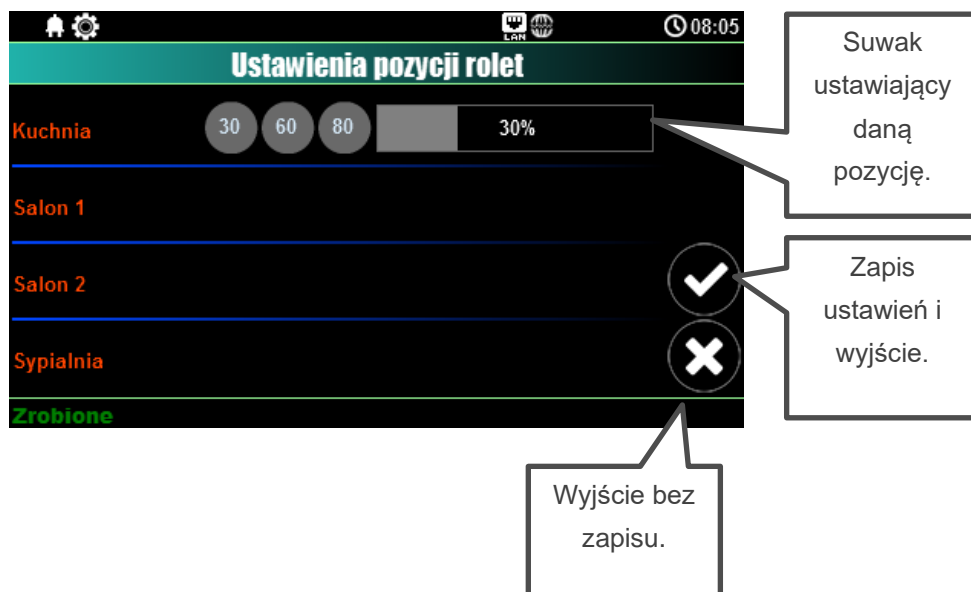 LAN
08:05
Ustawienia pozycji rolet
Kuchnia 30 60 80 30%
Salon 1
Salon 2
Sypialnia
Zrobione
Suwak
ustawiający
daną
pozycję.
Zapis
ustawień i
wyjście.
Wyjście bez
zapisu.